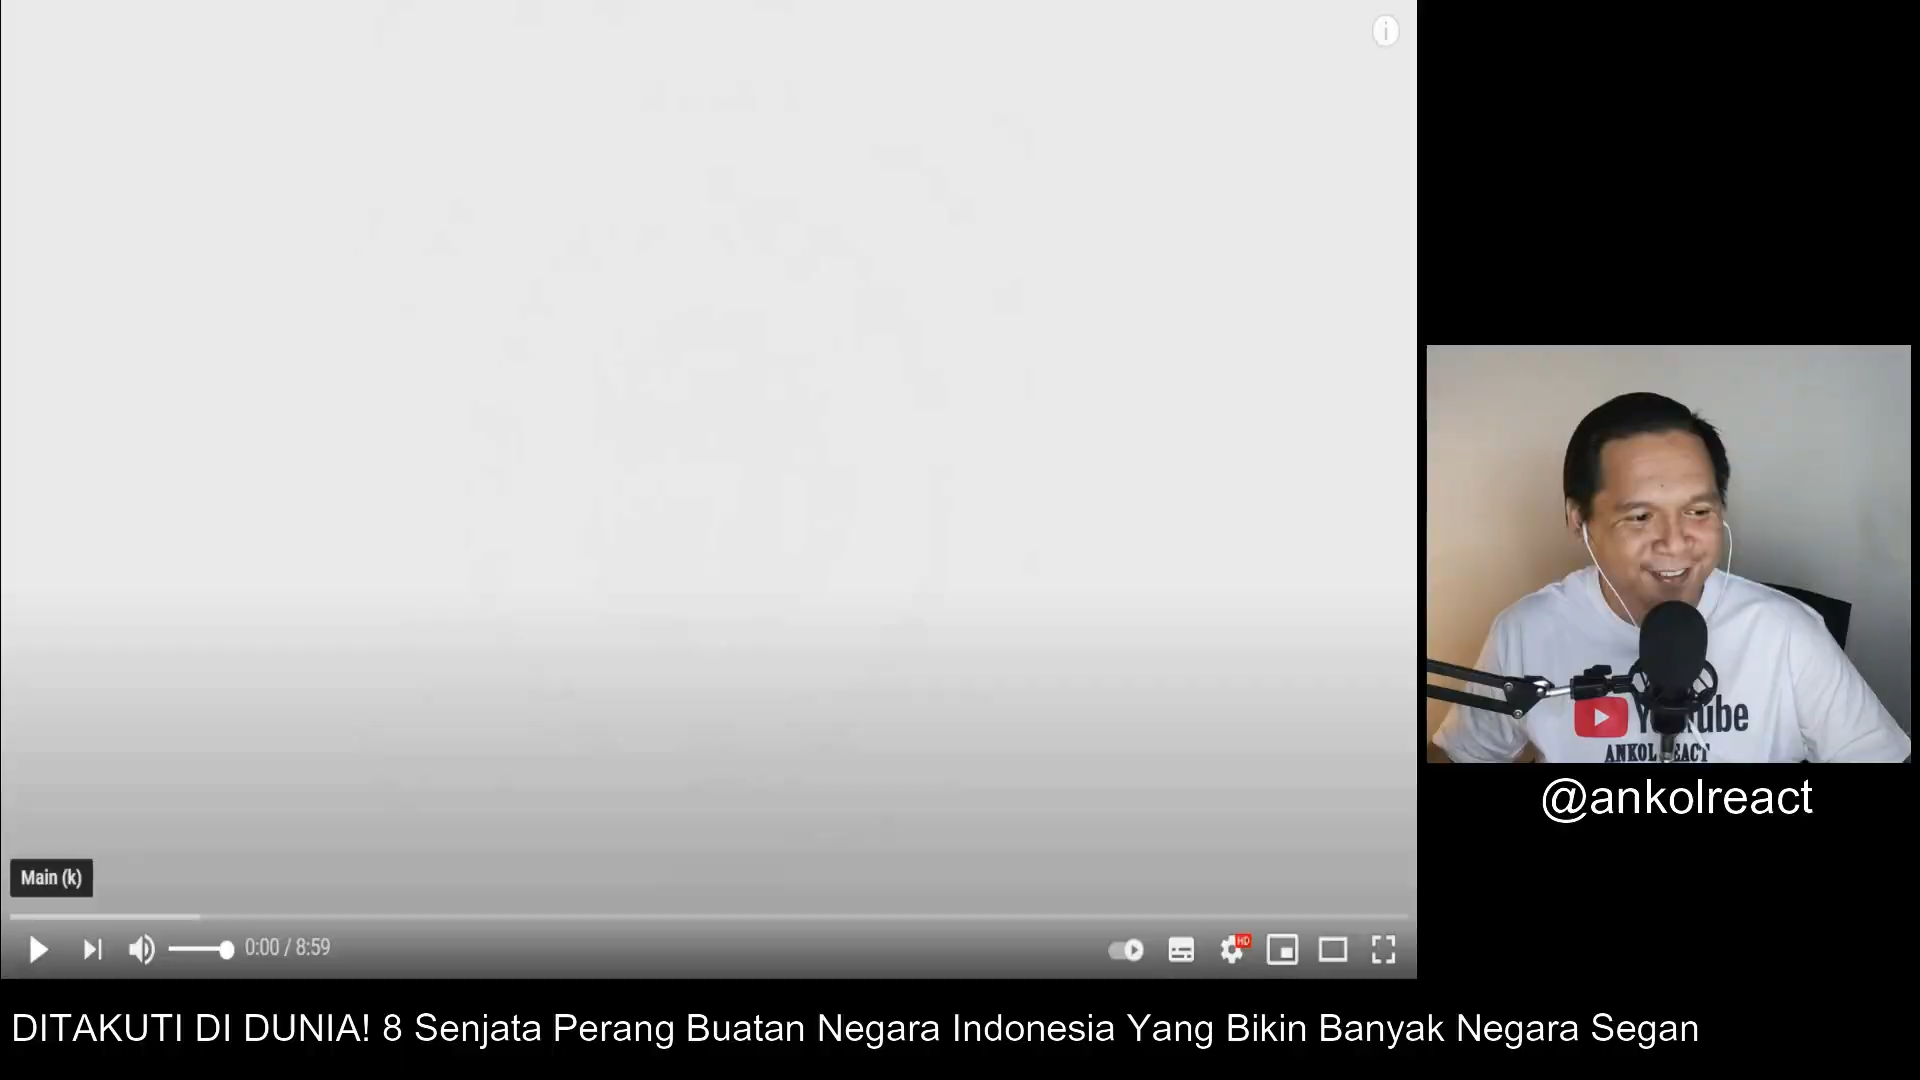 Main (k)
0:00 / 8:59
HD
ANKOL REACT
@ankolreact
DITAKUTI DI DUNIA! 8 Senjata Perang Buatan Negara Indonesia Yang Bikin Banyak Negara Segan